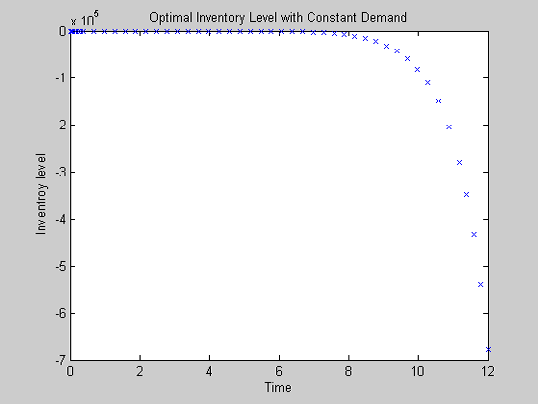 Optimal Inventory Level with Constant Demand
x 10^5
0
-1
-2
-3
-4
-5
-6
-7
Inventroy level
0 2 4 6 8 10 12
Time